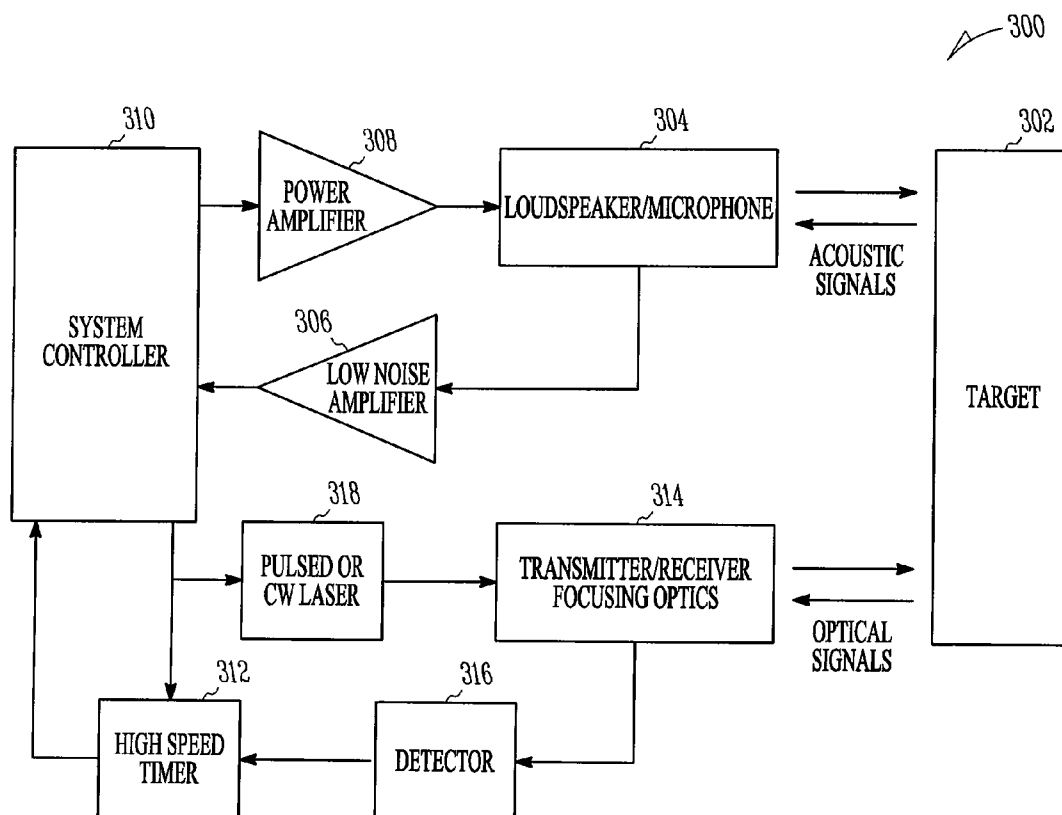 300
310
308
304
302
POWER
AMPLIFIER
LOUDSPEAKER/MICROPHONE
ACOUSTIC
SIGNALS
SYSTEM
CONTROLLER
306
LOW NOISE
AMPLIFIER
TARGET
318
314
PULSED OR
CW LASER
TRANSMITTER/RECEIVER
FOCUSING OPTICS
OPTICAL
SIGNALS
312
316
HIGH SPEED
TIMER
DETECTOR